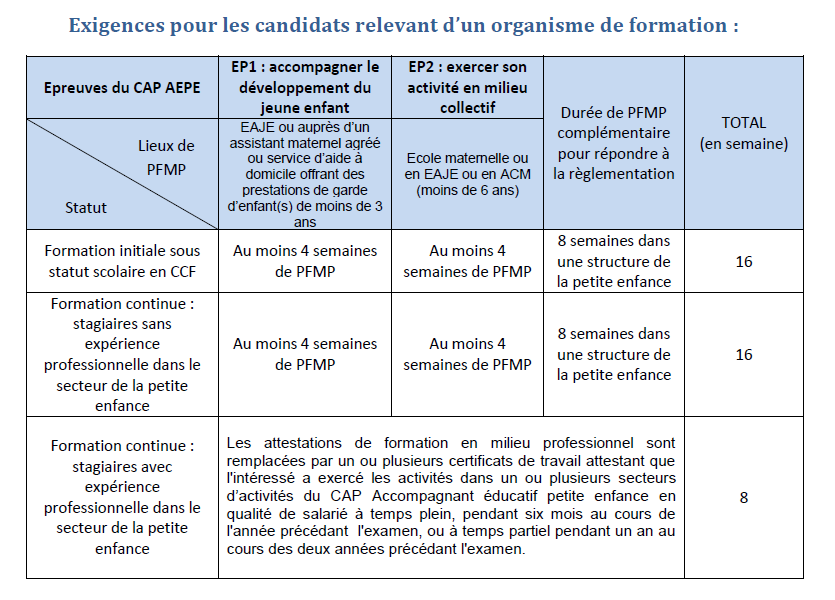 Exigences pour les candidats relevant d’un organisme de formation :
Epreuves du CAP AEPE
EP1 : accompagner le
développement du
jeune enfant
EP2 : exercer son
activité en milieu
collectif
Durée de PFMP
complémentaire
pour répondre à
la règlementation
TOTAL
(en semaine)
Lieux de
PFMP
Statut
EAJE ou auprès d’un
assistant maternel agréé
ou service d’aide à
domicile offrant des
prestations de garde
d’enfant(s) de moins de 3
ans
Ecole maternelle ou
en EAJE ou en ACM
(moins de 6 ans)
Formation initiale sous
statut scolaire en CCF
Au moins 4 semaines
de PFMP
Au moins 4
semaines de PFMP
8 semaines dans
une structure de
la petite enfance
16
Formation continue :
stagiaires sans
expérience
professionnelle dans le
secteur de la petite
enfance
Au moins 4 semaines
de PFMP
Au moins 4
semaines de PFMP
8 semaines dans
une structure de
la petite enfance
16
Formation continue :
stagiaires avec
expérience
professionnelle dans le
secteur de la petite
enfance
Les attestations de formation en milieu professionnel sont
remplacées par un ou plusieurs certificats de travail attestant que
l'intéressé a exercé les activités dans un ou plusieurs secteurs
d’activités du CAP Accompagnant éducatif petite enfance en
qualité de salarié à temps plein, pendant six mois au cours de
l'année précédant l'examen, ou à temps partiel pendant un an au
cours des deux années précédant l'examen.
8